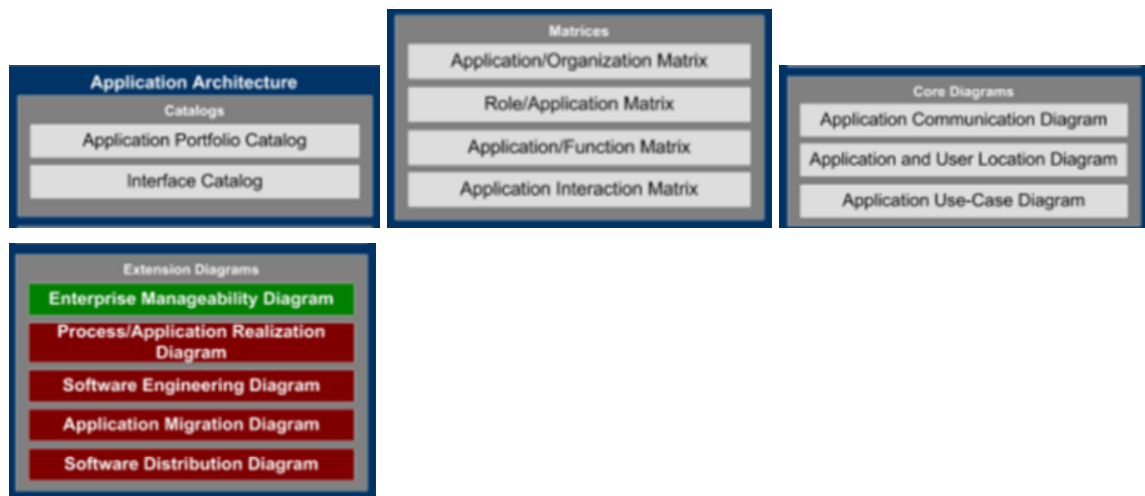 Application Architecture
Catalogs
Application Portfolio Catalog
Interface Catalog
Matrices
Application/Organization Matrix
Role/Application Matrix
Application/Function Matrix
Application Interaction Matrix
Core Diagrams
Application Communication Diagram
Application and User Location Diagram
Application Use-Case Diagram
Extension Diagrams
Enterprise Manageability Diagram
Process/Application Realization
Diagram
Software Engineering Diagram
Application Migration Diagram
Software Distribution Diagram